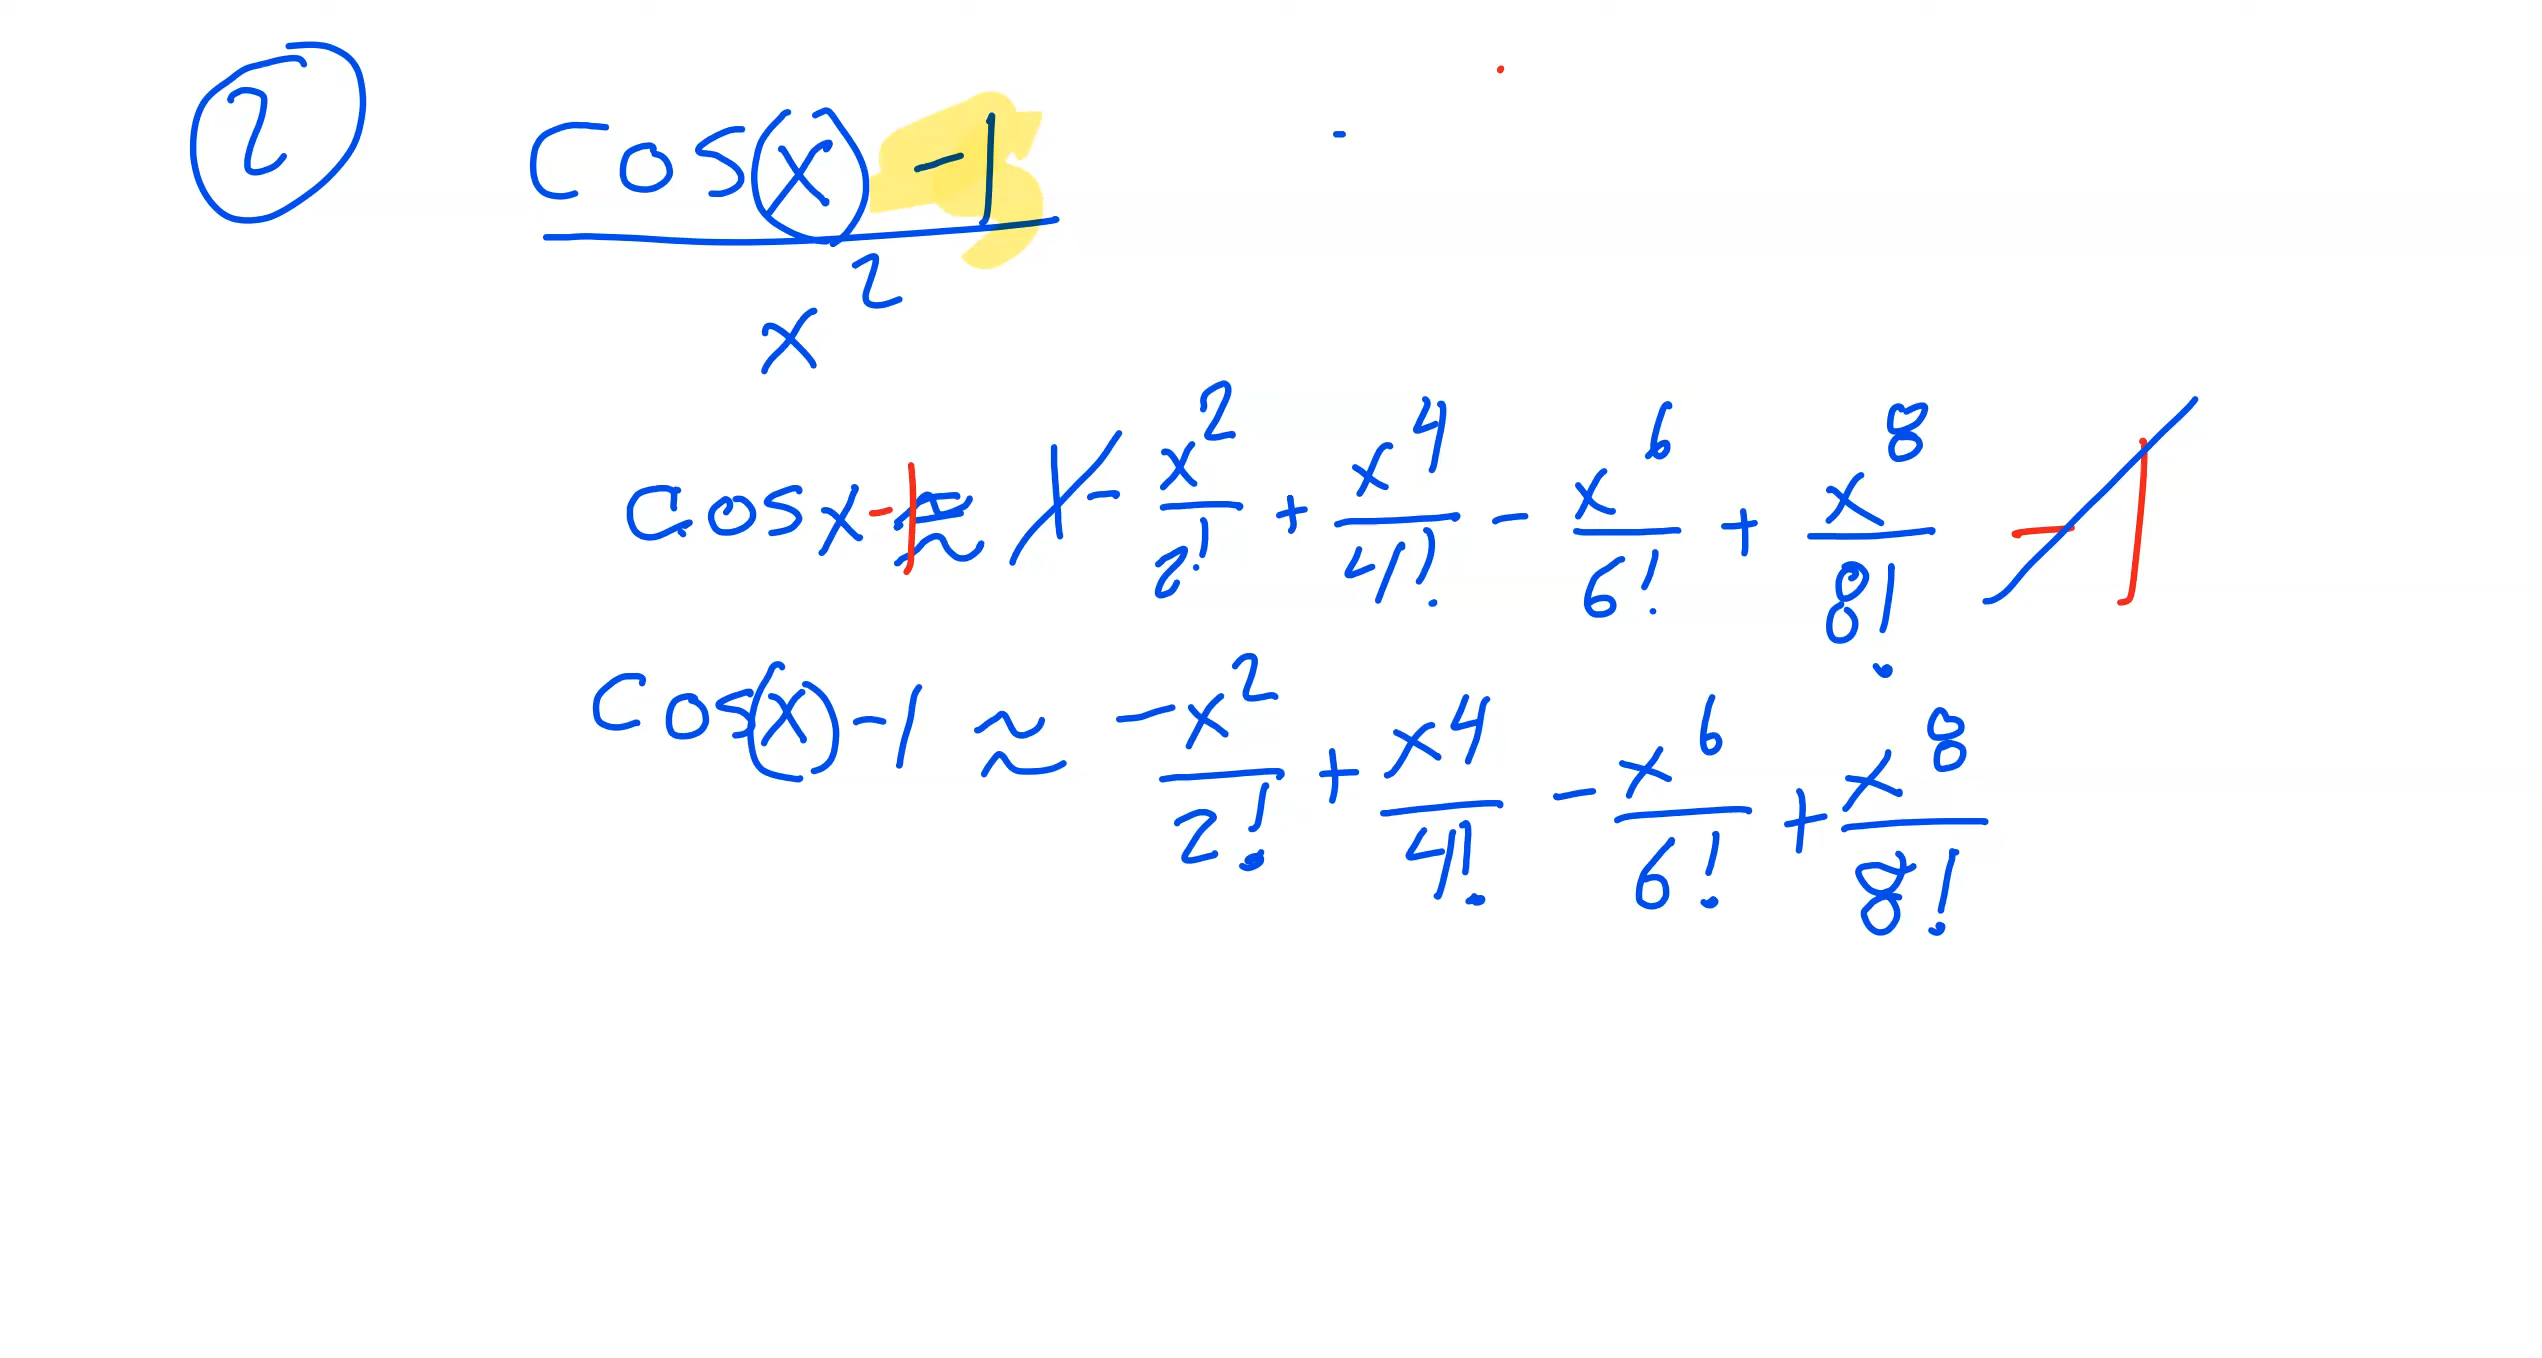 2
cos(x) - 1
x^2
cos x - 1 ≈ 1 - x^2/2! + x^4/4! - x^6/6! + x^8/8! - 1
cos(x) - 1 ≈ -x^2/2! + x^4/4! - x^6/6! + x^8/8!